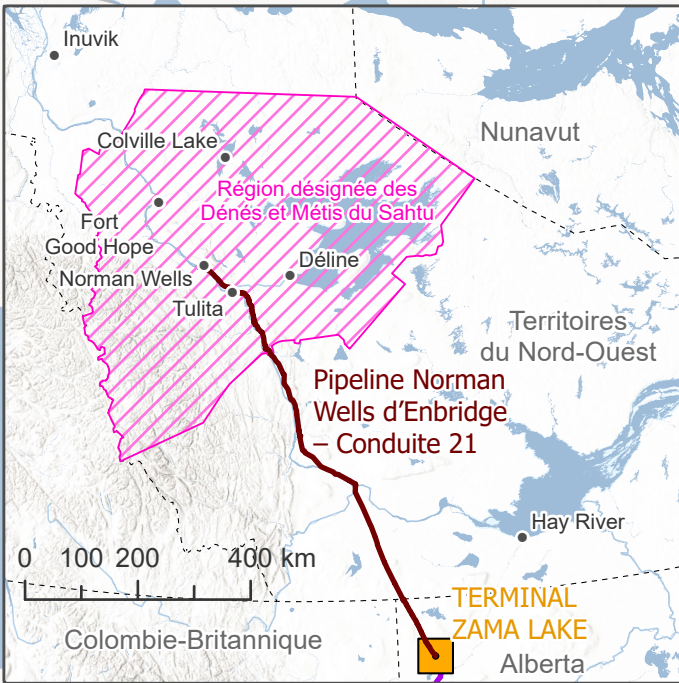 Inuvik
Nunavut
Colville Lake
Région désignée des
Dénés et Métis du Sahtu
Fort
Good Hope
Déline
Norman Wells
Tulita
Territoires
du Nord-Ouest
Pipeline Norman
Wells d’Enbridge
– Conduite 21
Hay River
0 100 200 400 km
TERMINAL
ZAMA LAKE
Colombie-Britannique
Alberta